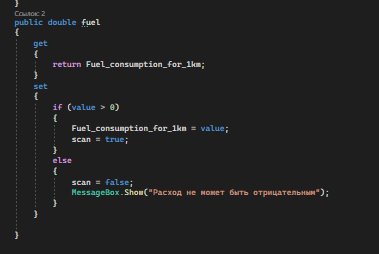 }
Ссылок: 2
public double fuel
{
get
{
return Fuel_consumption_for_1km;
}
set
{
if (value > 0)
{
Fuel_consumption_for_1km = value;
scan = true;
}
else
{
scan = false;
MessageBox.Show("Расход не может быть отрицательным");
}
}
}